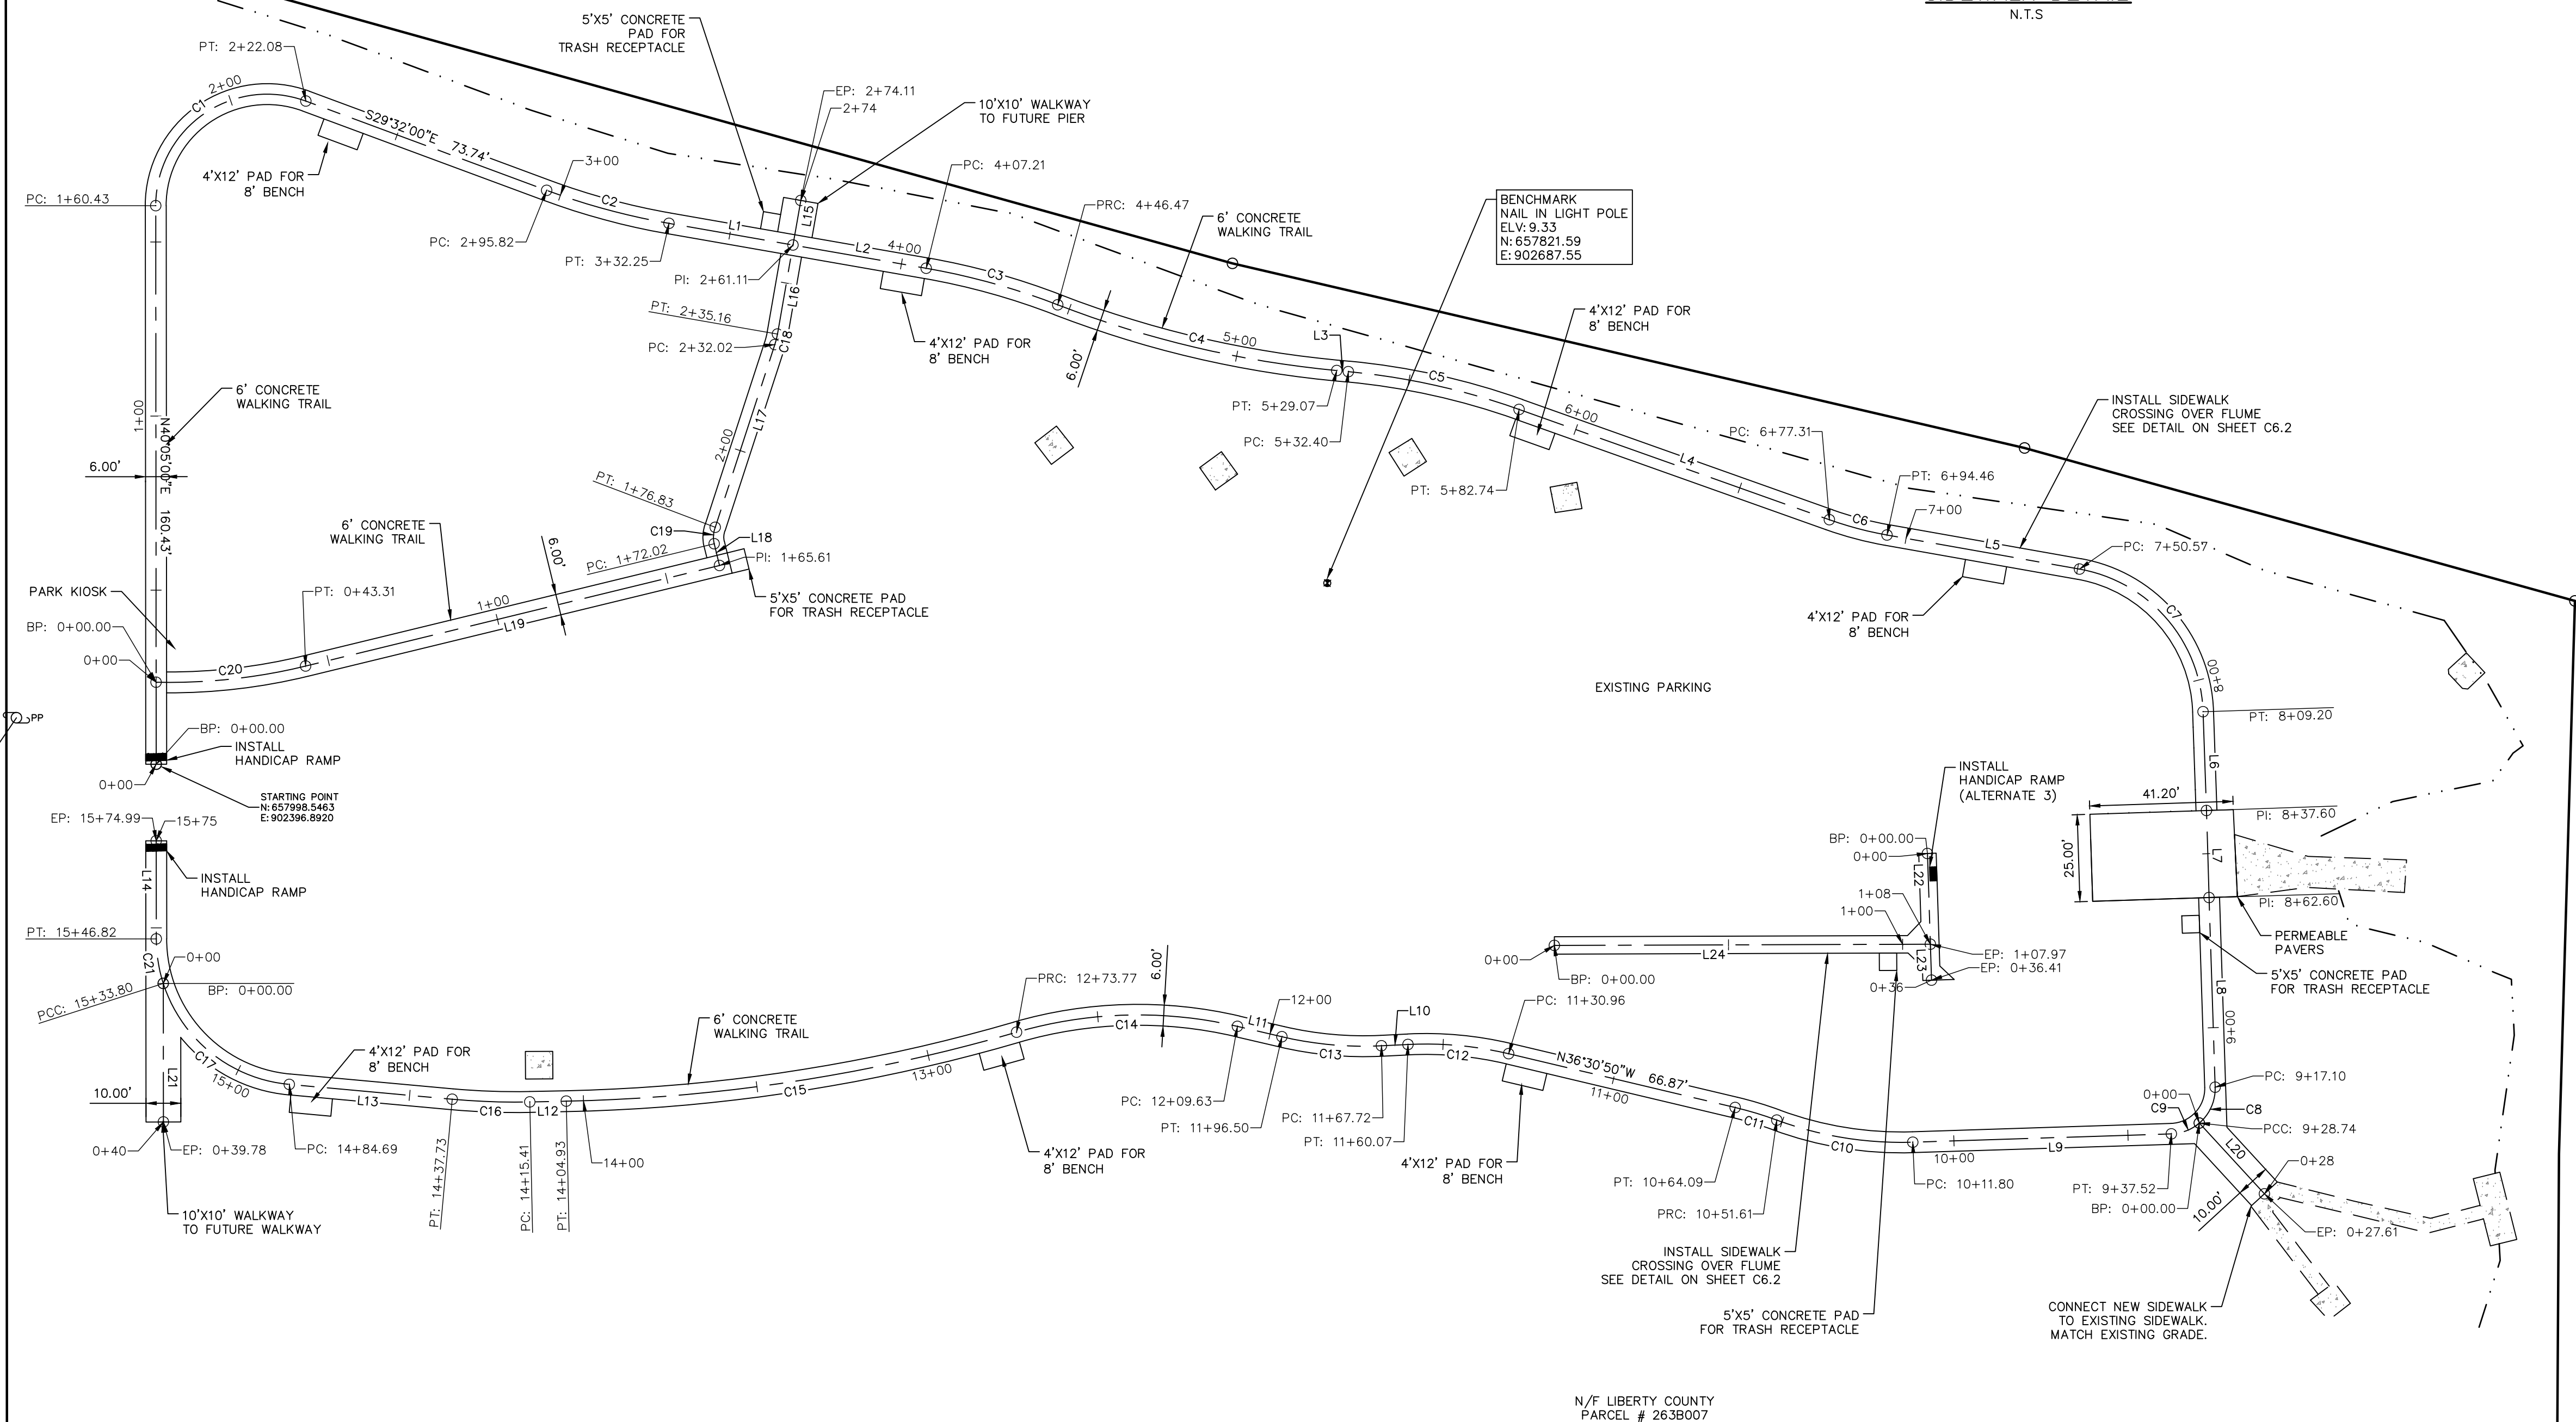 N.T.S
5'X5' CONCRETE
PAD FOR
TRASH RECEPTACLE
PT: 2+22.08
2+00
C1
S29°32'00"E 73.74'
EP: 2+74.11
2+74
10'X10' WALKWAY
TO FUTURE PIER
3+00
PC: 4+07.21
4'X12' PAD FOR
8' BENCH
PC: 1+60.43
C2
L1
L15
L2
4+00
PRC: 4+46.47
6' CONCRETE
WALKING TRAIL
BENCHMARK
NAIL IN LIGHT POLE
ELV: 9.33
N: 657821.59
E: 902687.55
PC: 2+95.82
PT: 3+32.25
PI: 2+61.11
C3
L16
PT: 2+35.16
PC: 2+32.02
C18
4'X12' PAD FOR
8' BENCH
6.00'
C4
5+00
L3
C5
4'X12' PAD FOR
8' BENCH
6' CONCRETE
WALKING TRAIL
1+00
N40°05'00"E 160.43'
6.00'
L17
2+00
PT: 5+29.07
PC: 5+32.40
6+00
PC: 6+77.31
INSTALL SIDEWALK
CROSSING OVER FLUME
SEE DETAIL ON SHEET C6.2
L4
PT: 5+82.74
PT: 6+94.46
7+00
C6
L5
PC: 7+50.57
PT: 1+76.83
C19
L18
PC: 1+72.02
PI: 1+65.61
6' CONCRETE
WALKING TRAIL
6.00'
PARK KIOSK
PT: 0+43.31
1+00
L19
5'X5' CONCRETE PAD
FOR TRASH RECEPTACLE
4'X12' PAD FOR
8' BENCH
C7
BP: 0+00.00
0+00
C20
8+00
EXISTING PARKING
PP
PT: 8+09.20
BP: 0+00.00
INSTALL
HANDICAP RAMP
0+00
STARTING POINT
N: 657998.5463
E: 902396.8920
L6
INSTALL
HANDICAP RAMP
(ALTERNATE 3)
41.20'
PI: 8+37.60
EP: 15+74.99
15+75
BP: 0+00.00
0+00
25.00'
L7
L14
INSTALL
HANDICAP RAMP
L22
1+08
1+00
PI: 8+62.60
PT: 15+46.82
PERMEABLE
PAVERS
C21
0+00
PCC: 15+33.80
BP: 0+00.00
0+00
L24
BP: 0+00.00
EP: 1+07.97
L23
EP: 0+36.41
0+36
5'X5' CONCRETE PAD
FOR TRASH RECEPTACLE
L8
9+00
PRC: 12+73.77
6.00'
12+00
PC: 11+30.96
6' CONCRETE
WALKING TRAIL
C14
L11
L10
C13
C12
N36°30'50"W 66.87'
11+00
C17
15+00
L21
10.00'
4'X12' PAD FOR
8' BENCH
L13
C16
L12
C15
13+00
PC: 12+09.63
PT: 11+96.50
PC: 11+67.72
PT: 11+60.07
PC: 9+17.10
0+00
C9
C8
PCC: 9+28.74
C11
C10
10+00
L9
L20
0+28
0+40
EP: 0+39.78
PC: 14+84.69
PT: 14+37.73
PC: 14+15.41
PT: 14+04.93
14+00
4'X12' PAD FOR
8' BENCH
4'X12' PAD FOR
8' BENCH
PT: 10+64.09
PRC: 10+51.61
PC: 10+11.80
PT: 9+37.52
BP: 0+00.00
10.00'
EP: 0+27.61
10'X10' WALKWAY
TO FUTURE WALKWAY
INSTALL SIDEWALK
CROSSING OVER FLUME
SEE DETAIL ON SHEET C6.2
5'X5' CONCRETE PAD
FOR TRASH RECEPTACLE
CONNECT NEW SIDEWALK
TO EXISTING SIDEWALK.
MATCH EXISTING GRADE.
N/F LIBERTY COUNTY
PARCEL # 263B007